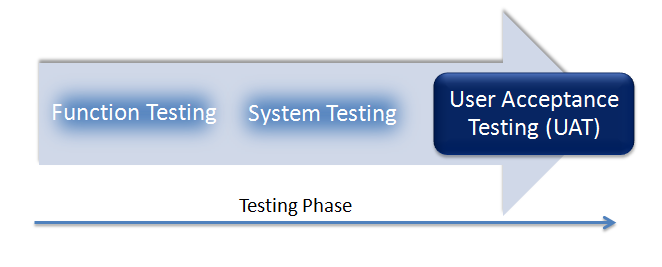 Function Testing
System Testing
User Acceptance
Testing (UAT)
Testing Phase